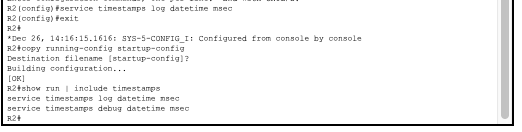 R2(config)#service timestamps log datetime msec
R2(config)#exit
R2#
*Dec 26, 14:16:15.1616: SYS-5-CONFIG_I: Configured from console by console
R2#copy running-config startup-config
Destination filename [startup-config]?
Building configuration...
[OK]
R2#show run | include timestamps
service timestamps log datetime msec
service timestamps debug datetime msec
R2#